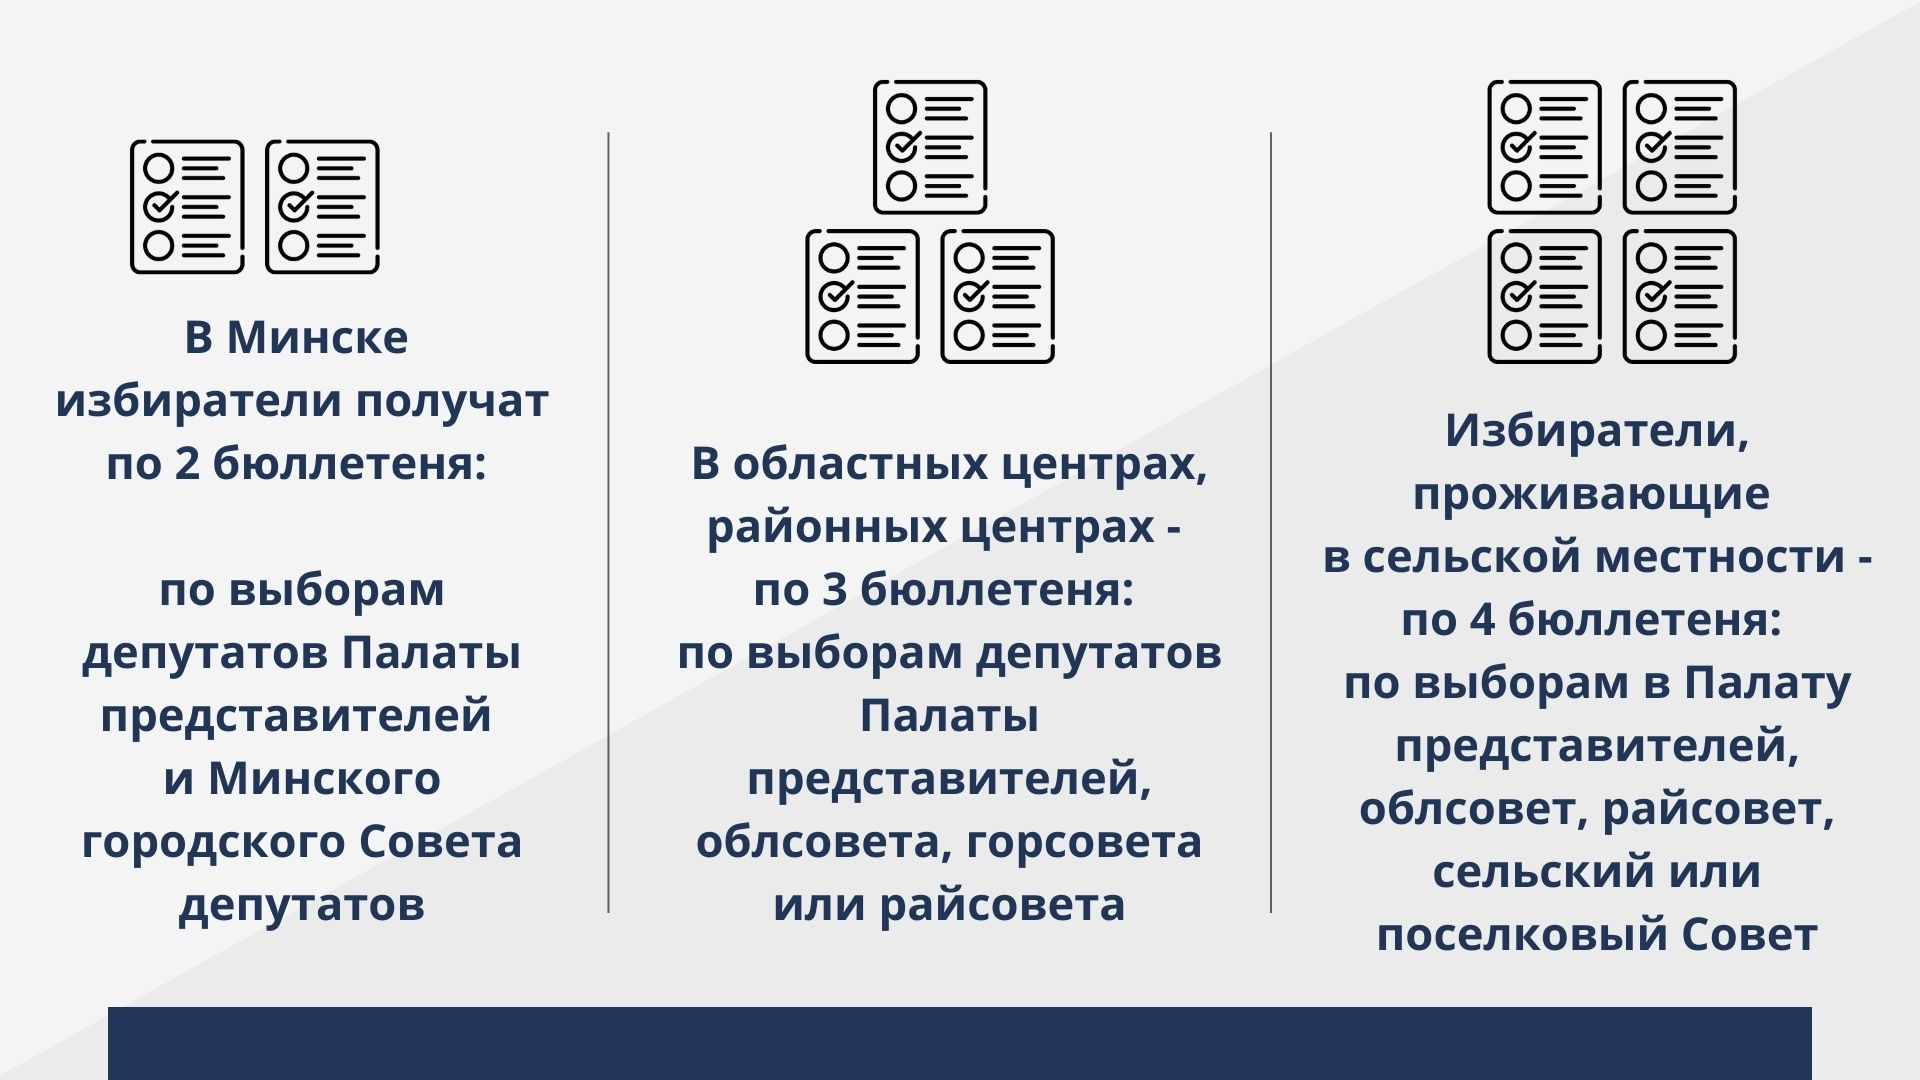 В Минске
избиратели получат
по 2 бюллетеня:
по выборам
депутатов Палаты
представителей
и Минского
городского Совета
депутатов
В областных центрах,
районных центрах -
по 3 бюллетеня:
по выборам депутатов
Палаты
представителей,
облсовета, горсовета
или райсовета
Избиратели,
проживающие
в сельской местности -
по 4 бюллетеня:
по выборам в Палату
представителей,
облсовет, райсовет,
сельский или
поселковый Совет